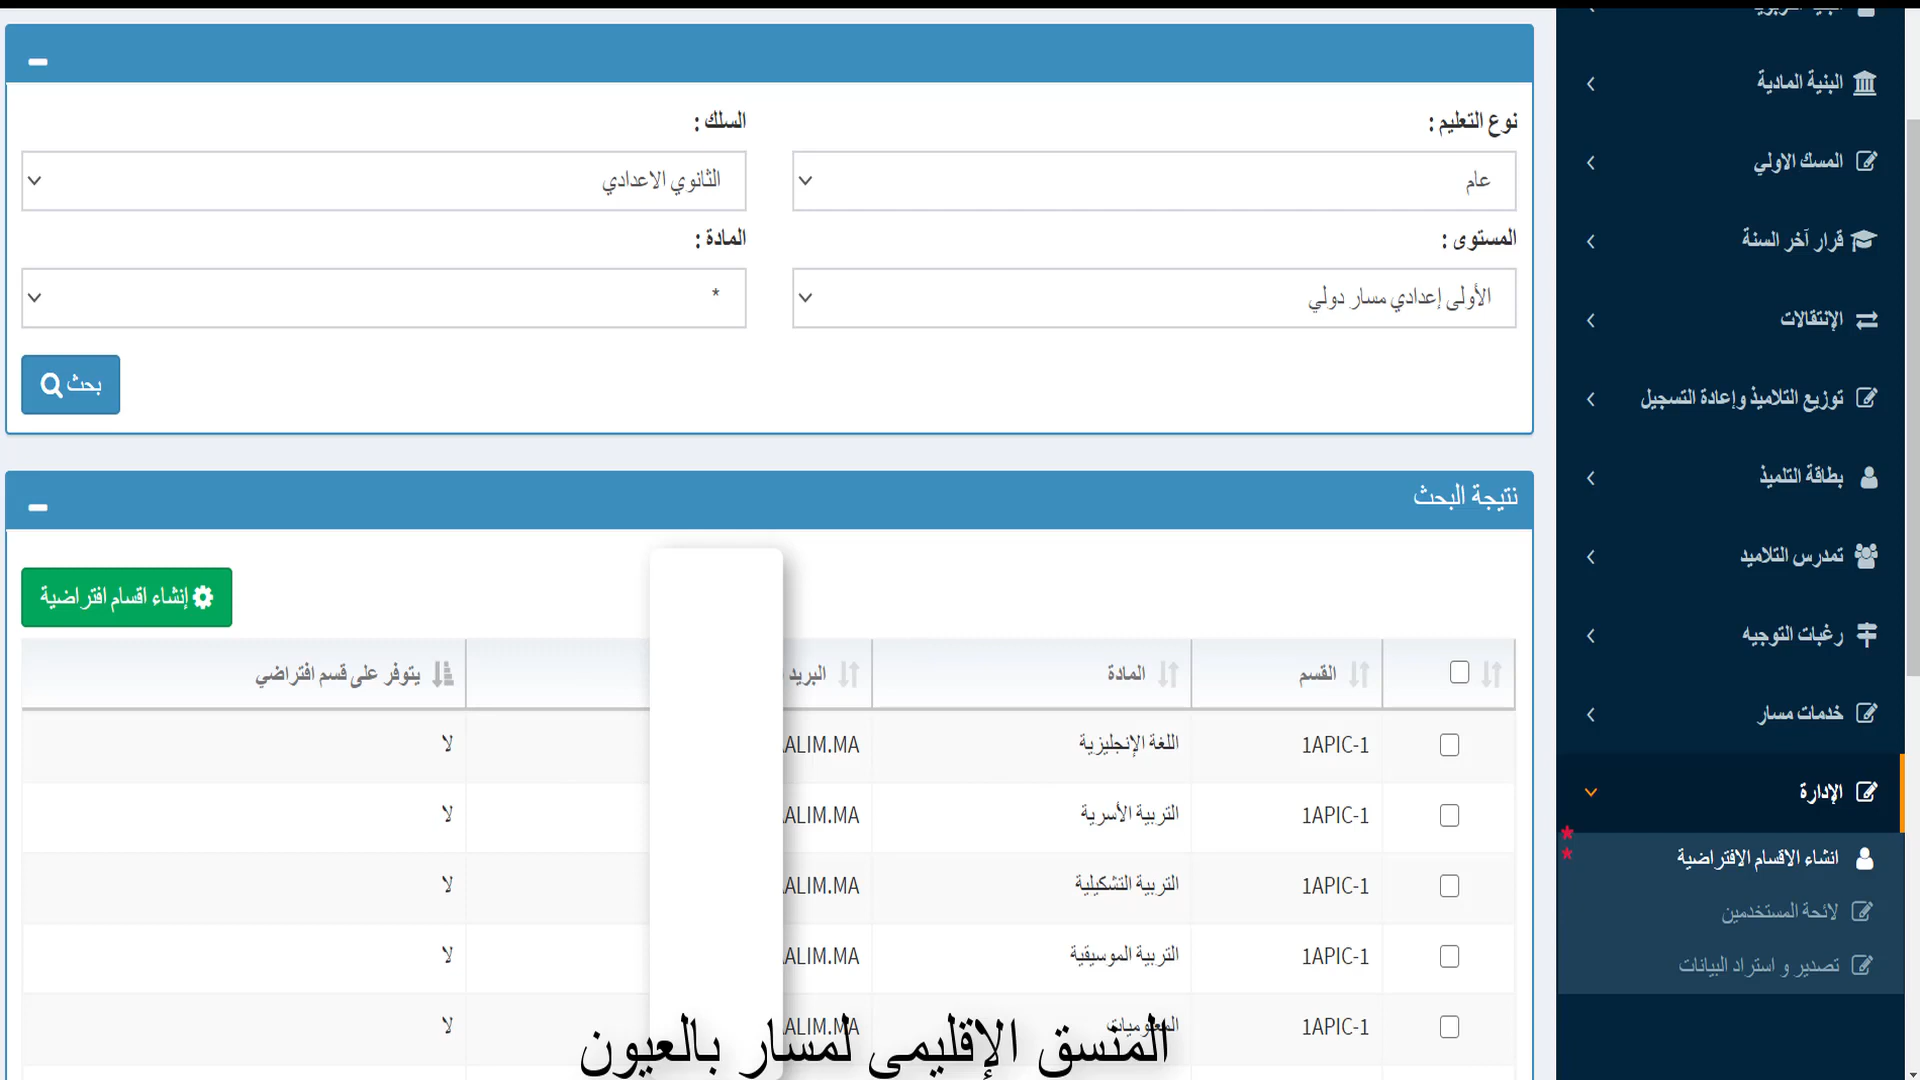 نوع التعليم :
السلك :
عام
الثانوي الاعدادي
المستوى :
المادة :
الأولى إعدادي مسار دولي
*
بحث
نتيجة البحث
إنشاء اقسام افتراضية
القسم
المادة
البريد
يتوفر على قسم افتراضي
1APIC-1
اللغة الإنجليزية
ALIM.MA
لا
1APIC-1
التربية الأسرية
ALIM.MA
لا
1APIC-1
التربية التشكيلية
ALIM.MA
لا
1APIC-1
التربية الموسيقية
ALIM.MA
لا
1APIC-1
المعلوميات
ALIM.MA
لا
المنسق الإقليمي لمسار بالعيون
البنية المادية
المسك الاولي
قرار آخر السنة
الإنتقالات
توزيع التلاميذ وإعادة التسجيل
بطاقة التلميذ
تمدرس التلاميد
رغبات التوجيه
خدمات مسار
الإدارة
انشاء الاقسام الافتراضية
لائحة المستخدمين
تصدير و استراد البيانات